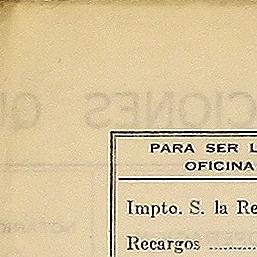 PARA SER L
OFICINA
Impto. S. la Re
Recargos